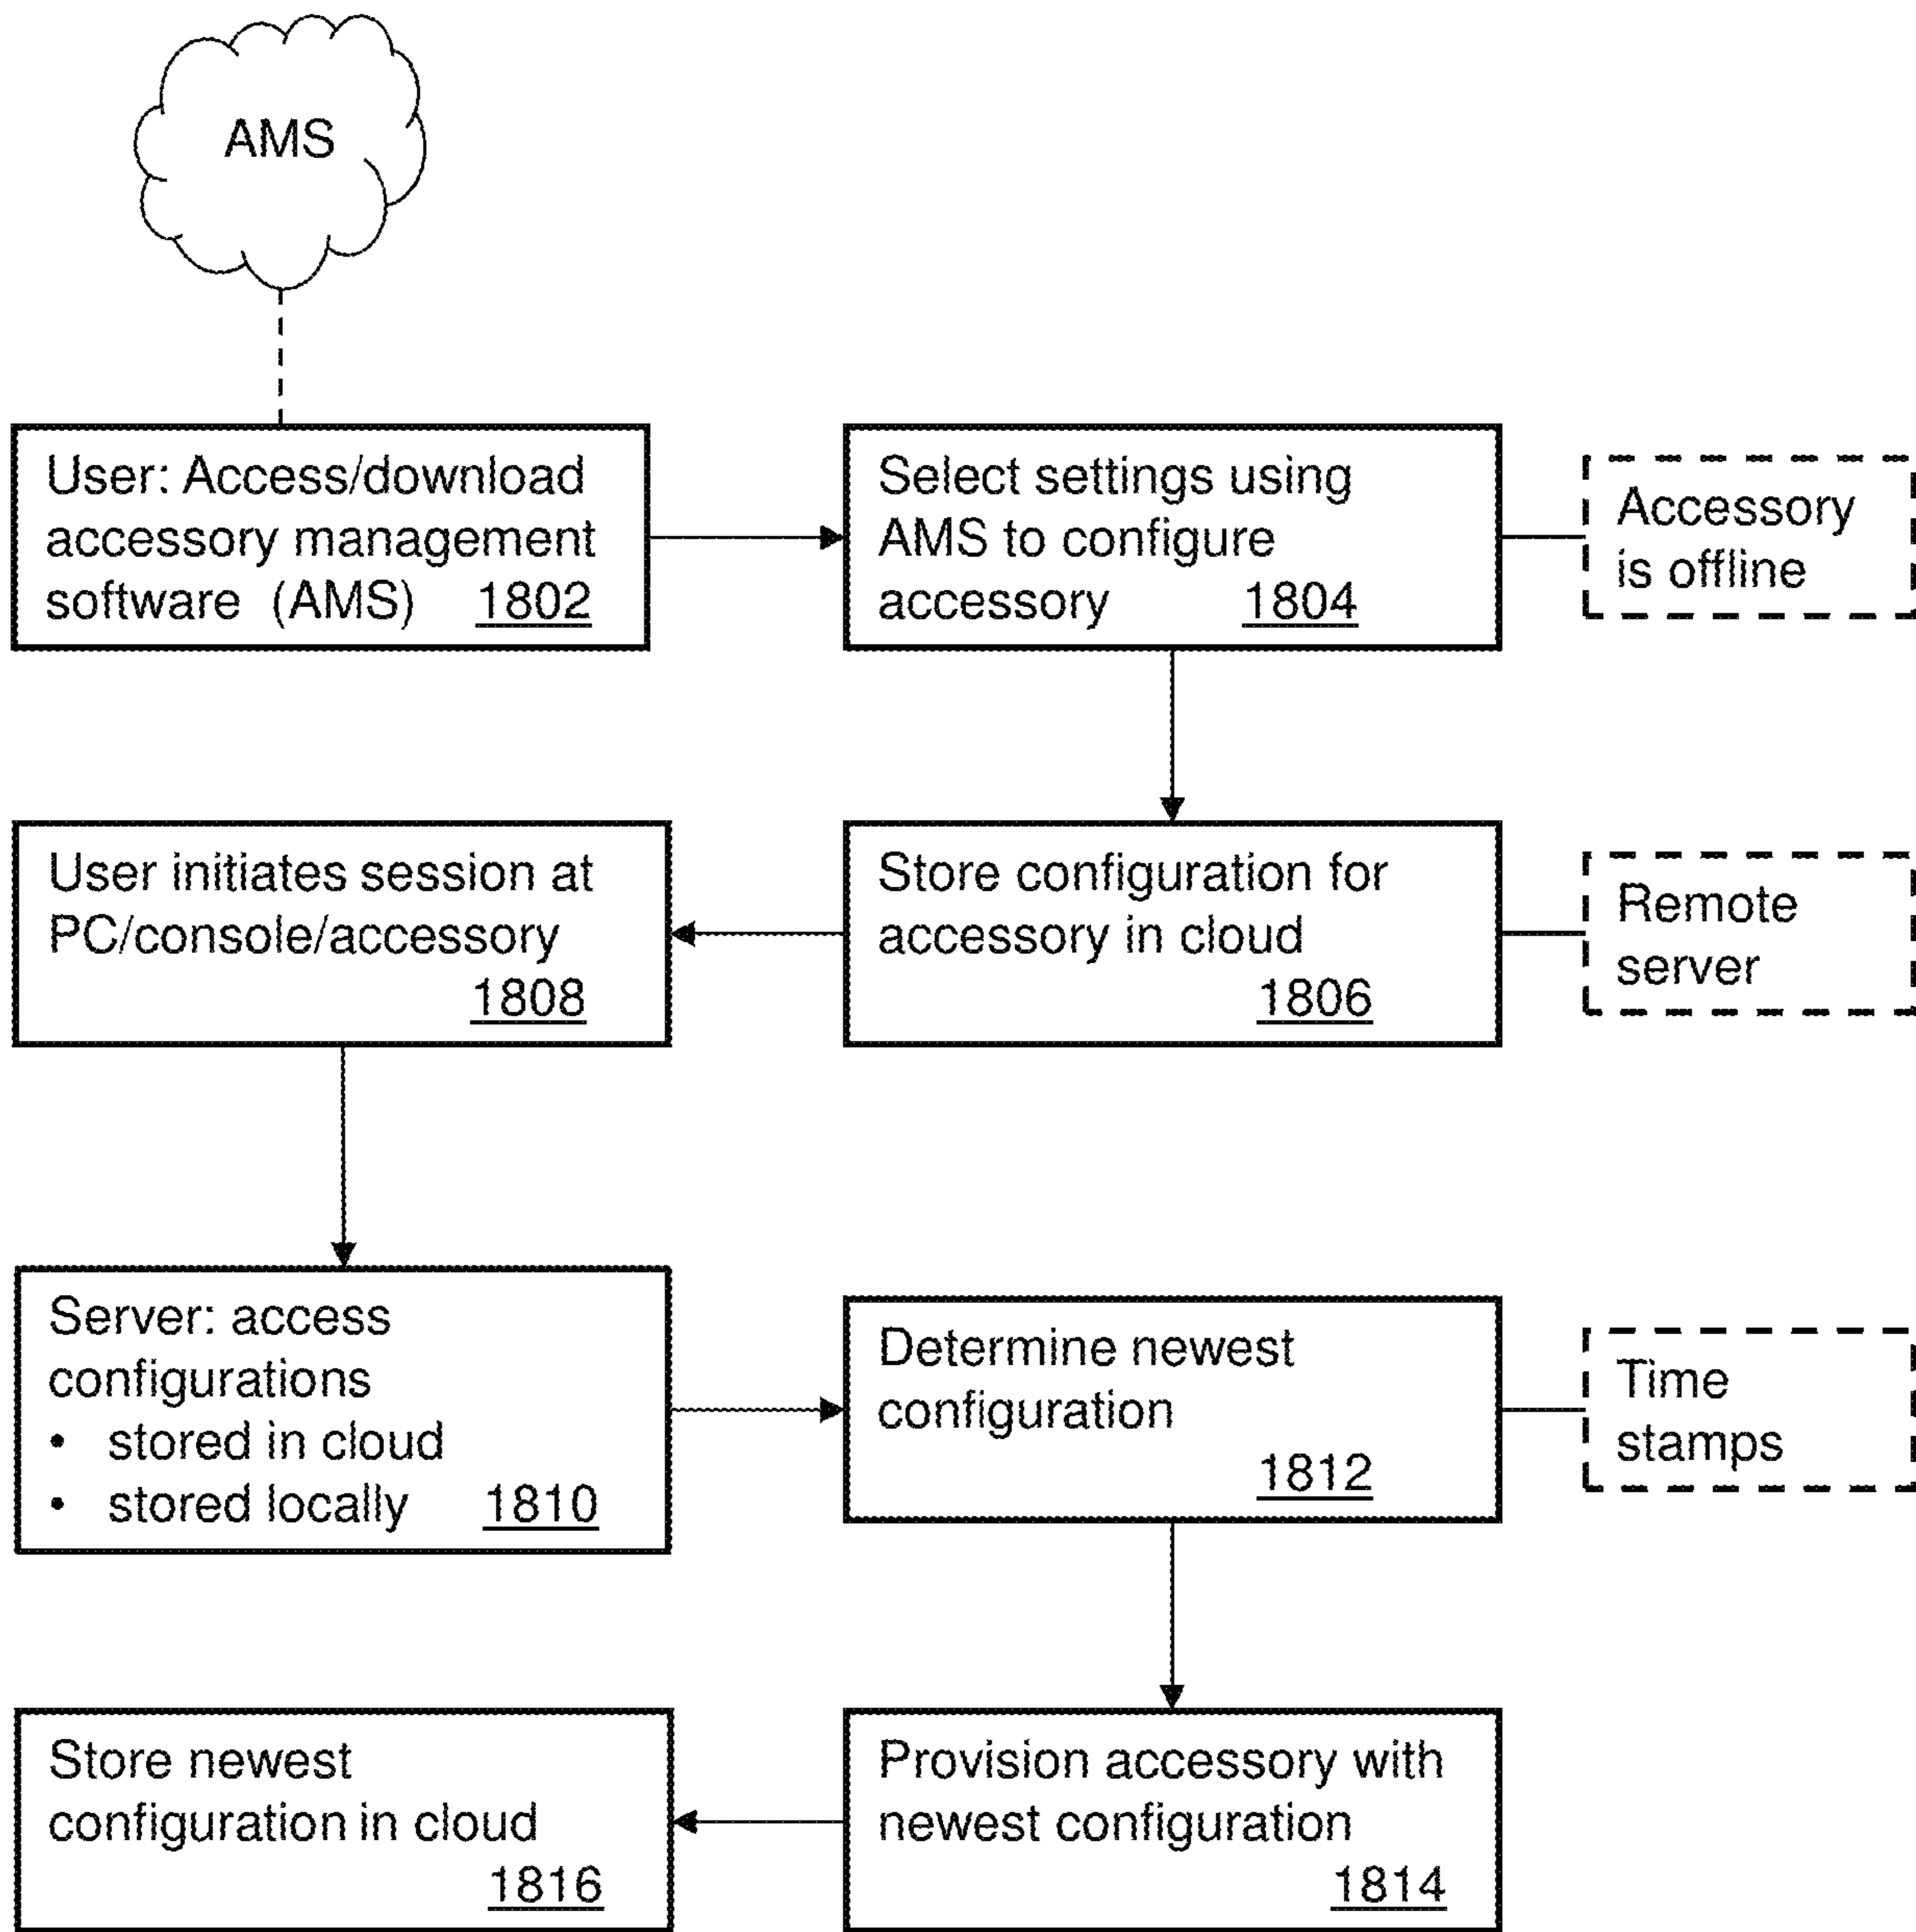 AMS
User: Access/download
accessory management
software (AMS) 1802
Select settings using
AMS to configure
accessory 1804
Accessory
is offline
User initiates session at
PC/console/accessory
1808
Store configuration for
accessory in cloud
1806
Remote
server
Server: access
configurations
• stored in cloud
• stored locally 1810
Determine newest
configuration
1812
Time
stamps
Store newest
configuration in cloud
1816
Provision accessory with
newest configuration
1814